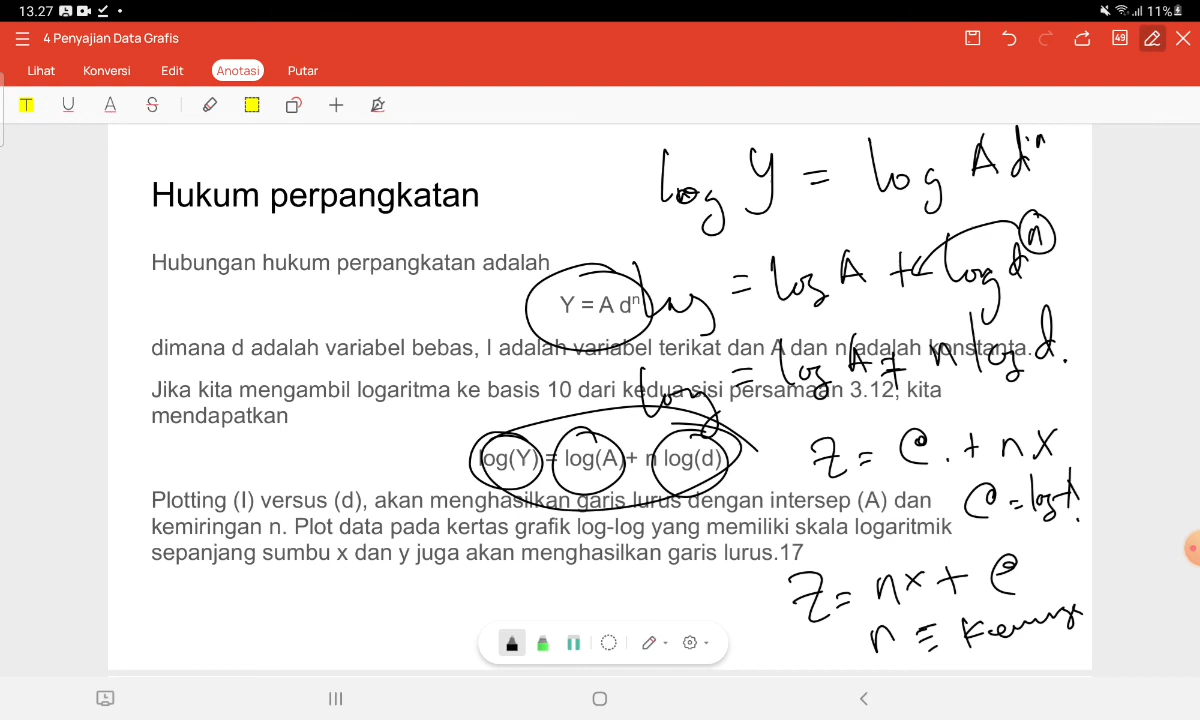 13.27
11%
4 Penyajian Data Grafis
49
Lihat Konversi Edit Anotasi Putar
T U A S
log Y = log A dⁿ
Hukum perpangkatan
Hubungan hukum perpangkatan adalah
= log A + log dⁿ
Y = A dⁿ
dimana d adalah variabel bebas, I adalah variabel terikat dan A dan n adalah konstanta.
= log A + n log d.
Jika kita mengambil logaritma ke basis 10 dari kedua sisi persamaan 3.12, kita
mendapatkan
log(Y) = log(A)+ n log(d)
z = C + n x
Plotting (I) versus (d), akan menghasilkan garis lurus dengan intersep (A) dan
C = log A
kemiringan n. Plot data pada kertas grafik log-log yang memiliki skala logaritmik
sepanjang sumbu x dan y juga akan menghasilkan garis lurus.17
z = nx + C
n ≡